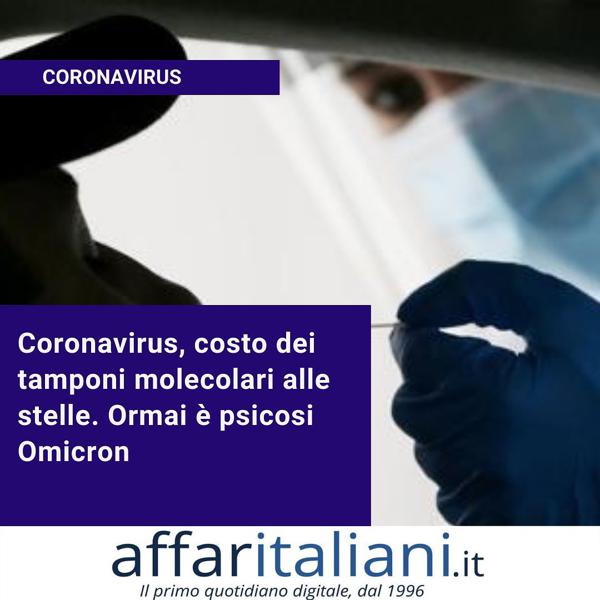 CORONAVIRUS
Coronavirus, costo dei
tamponi molecolari alle
stelle. Ormai è psicosi
Omicron
affaritaliani.it
Il primo quotidiano digitale, dal 1996